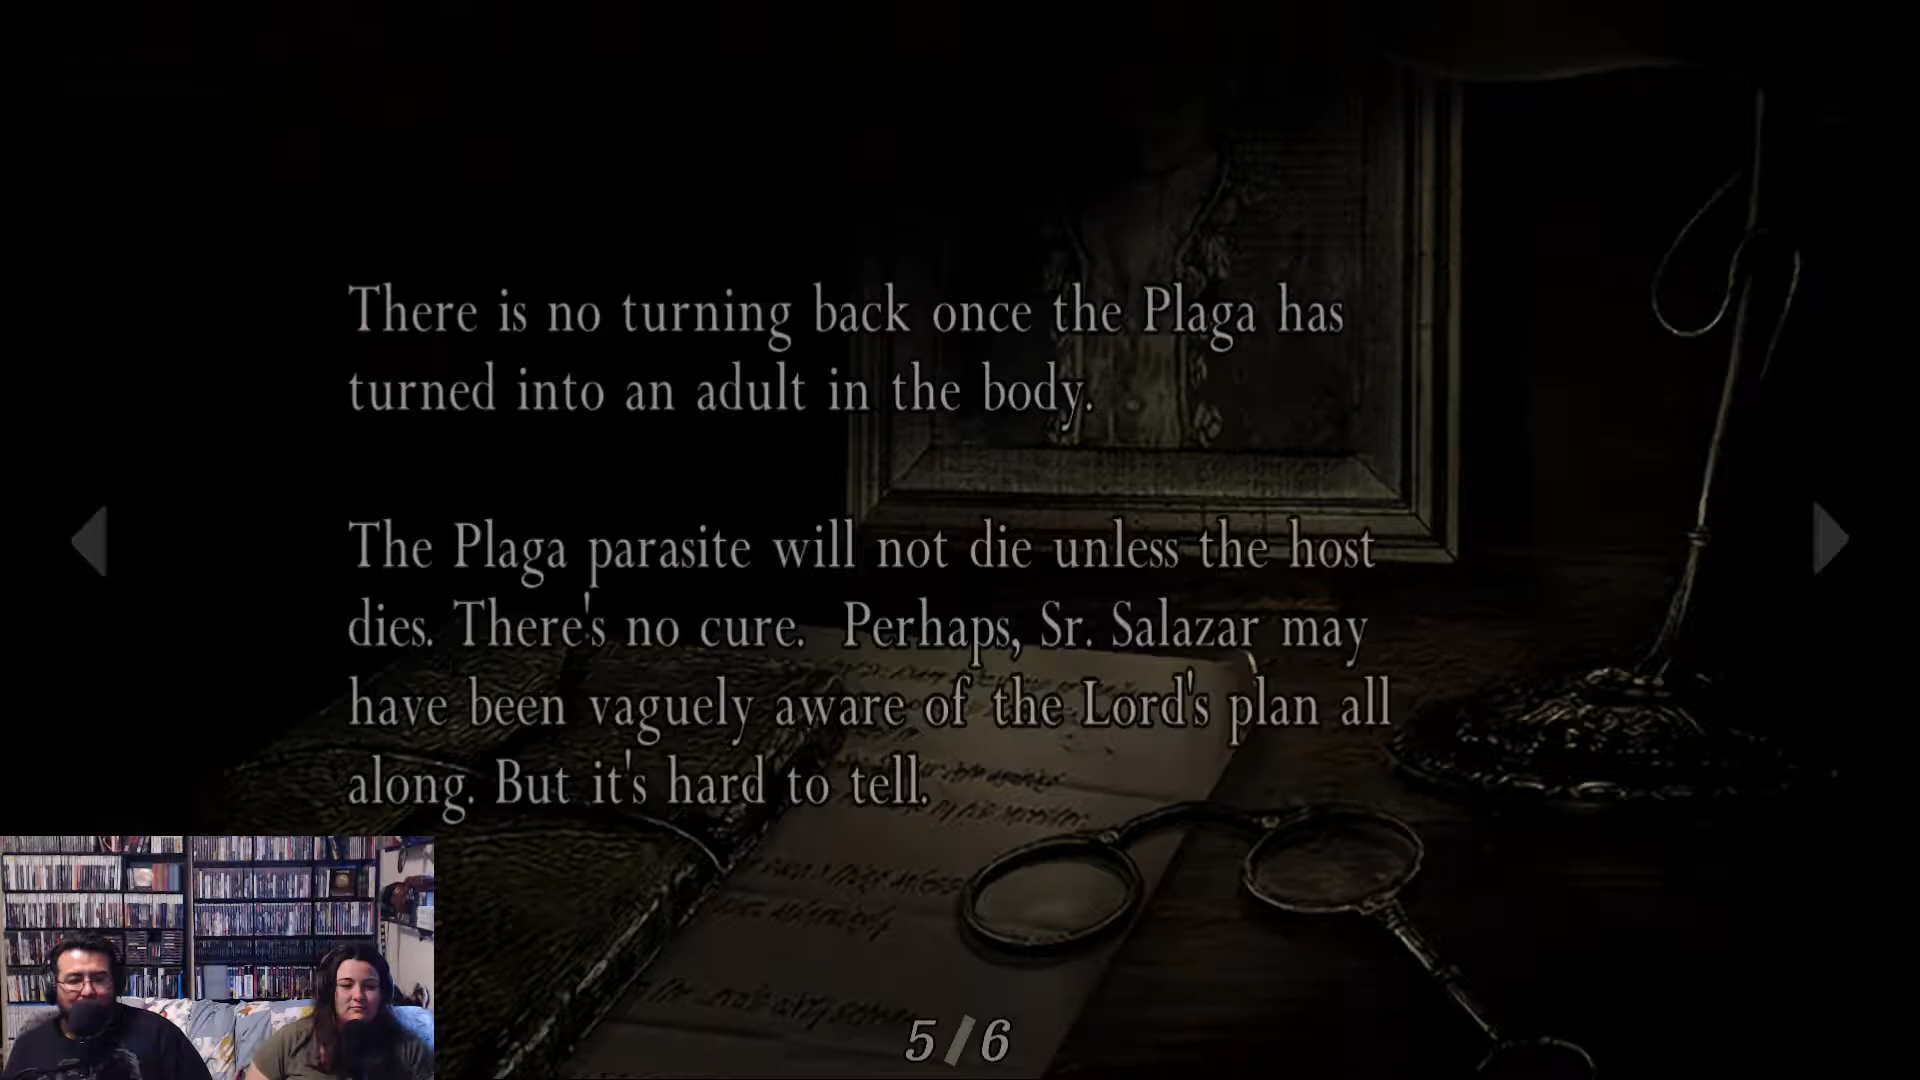 There is no turning back once the Plaga has
turned into an adult in the body.
The Plaga parasite will not die unless the host
dies. There's no cure.  Perhaps, Sr. Salazar may
have been vaguely aware of the Lord's plan all
along. But it's hard to tell.
5/6